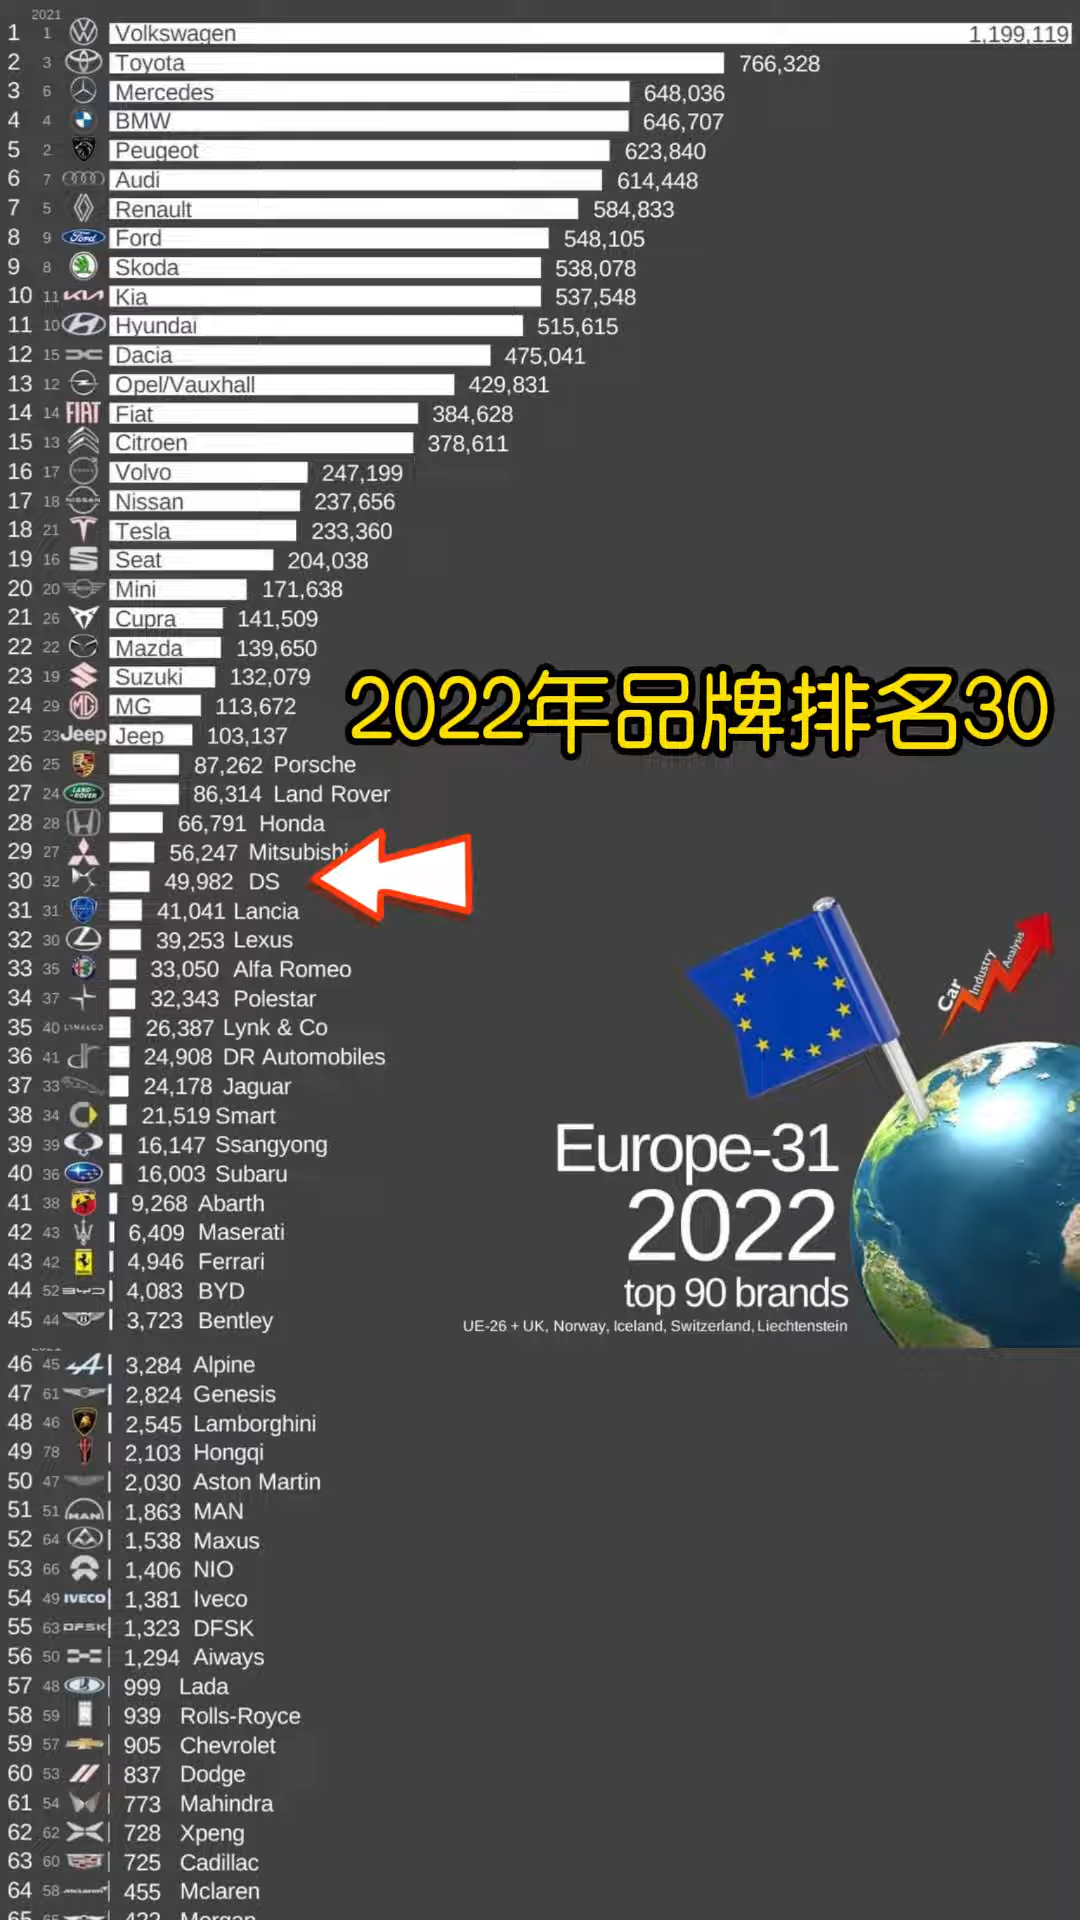 2021
1 1 Volkswagen 1,199,119
2 3 Toyota 766,328
3 6 Mercedes 648,036
4 4 BMW 646,707
5 2 Peugeot 623,840
6 7 Audi 614,448
7 5 Renault 584,833
8 9 Ford Ford 548,105
9 8 Skoda 538,078
10 11 KIA Kia 537,548
11 10 Hyundai 515,615
12 15 Dacia 475,041
13 12 Opel/Vauxhall 429,831
14 14 FIAT Fiat 384,628
15 13 Citroen 378,611
16 17 Volvo 247,199
17 18 NISSAN Nissan 237,656
18 21 Tesla 233,360
19 16 Seat 204,038
20 20 Mini 171,638
21 26 Cupra 141,509
22 22 Mazda 139,650
23 19 Suzuki 132,079
24 29 MG MG 113,672
25 23 Jeep Jeep 103,137
2022年品牌排名30
26 25 87,262 Porsche
27 24 LAND ROVER 86,314 Land Rover
28 28 66,791 Honda
29 27 56,247 Mitsubishi
30 32 49,982 DS
31 31 41,041 Lancia
32 30 39,253 Lexus
33 35 33,050 Alfa Romeo
34 37 32,343 Polestar
35 40 LYNK&CO 26,387 Lynk & Co
36 41 dr 24,908 DR Automobiles
37 33 24,178 Jaguar
38 34 21,519 Smart
39 39 16,147 Ssangyong
40 36 16,003 Subaru
41 38 9,268 Abarth
42 43 6,409 Maserati
43 42 4,946 Ferrari
44 52 BYD 4,083 BYD
45 44 3,723 Bentley
Car Industry Analysis
Europe-31
2022
top 90 brands
UE-26 + UK, Norway, Iceland, Switzerland, Liechtenstein
46 45 3,284 Alpine
47 61 2,824 Genesis
48 46 2,545 Lamborghini
49 78 2,103 Hongqi
50 47 2,030 Aston Martin
51 51 MAN 1,863 MAN
52 64 1,538 Maxus
53 66 1,406 NIO
54 49 IVECO 1,381 Iveco
55 63 DFSK 1,323 DFSK
56 50 1,294 Aiways
57 48 999 Lada
58 59 939 Rolls-Royce
59 57 905 Chevrolet
60 53 837 Dodge
61 54 773 Mahindra
62 62 728 Xpeng
63 60 725 Cadillac
64 58 McLaren 455 Mclaren
65 65 422 Morgan